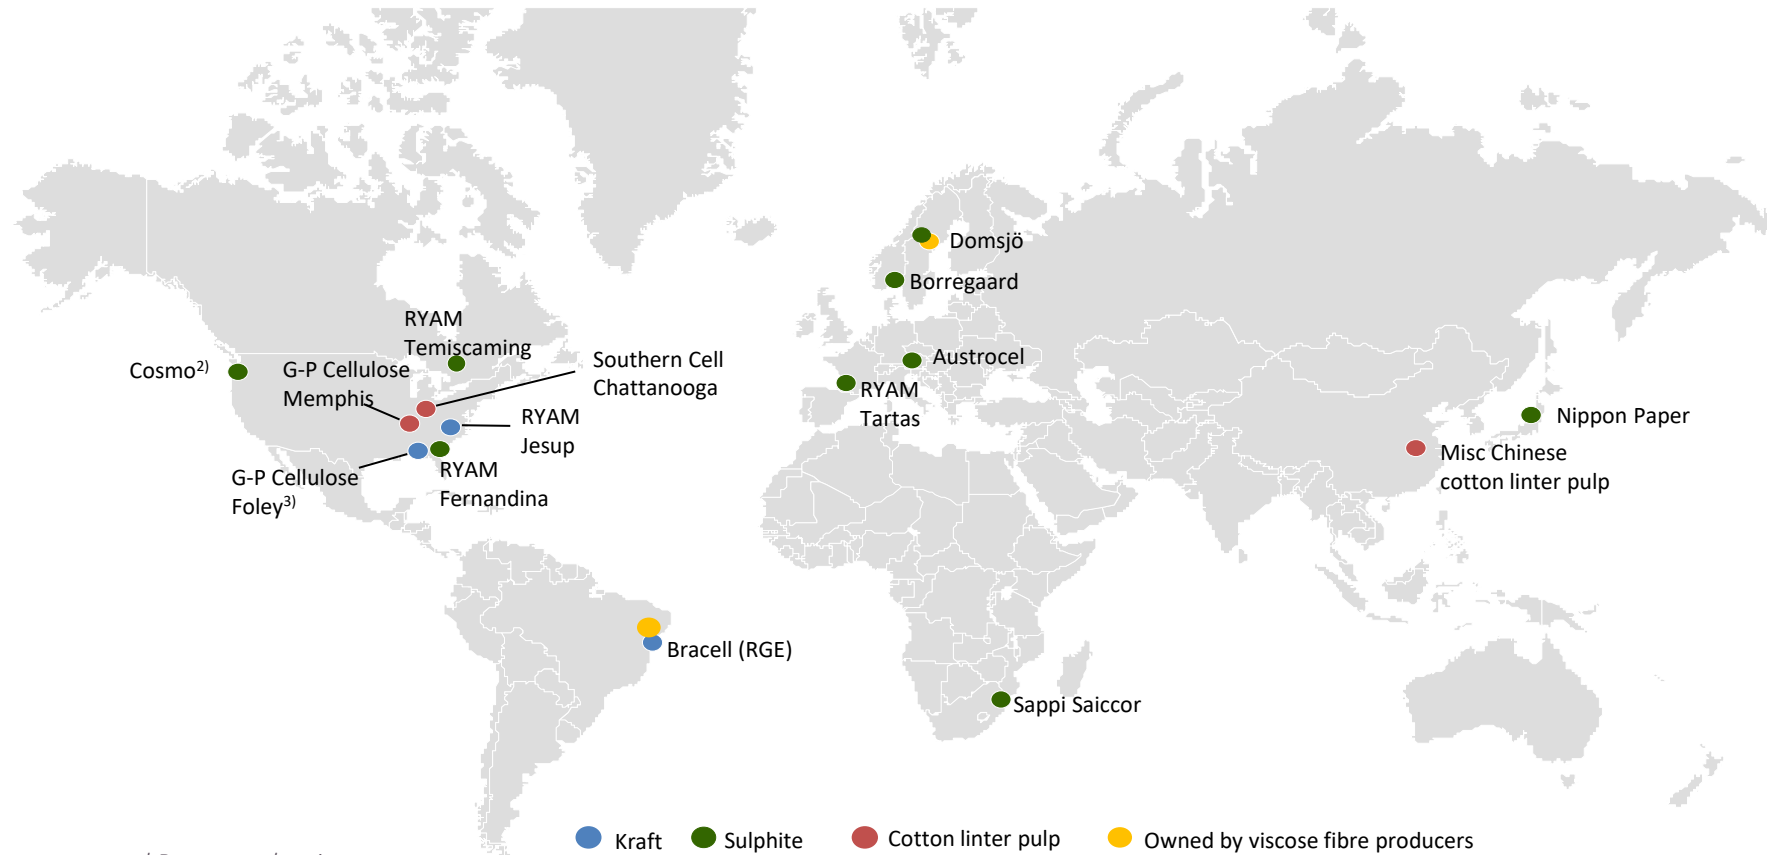 Domsjö
Borregaard
RYAM
Temiscaming
Southern Cell
Chattanooga
Cosmo2)
G-P Cellulose
Memphis
Austrocel
RYAM
Tartas
RYAM
Jesup
Nippon Paper
Misc Chinese
cotton linter pulp
G-P Cellulose
Foley3)
RYAM
Fernandina
Bracell (RGE)
Sappi Saiccor
Kraft
Sulphite
Cotton linter pulp
Owned by viscose fibre producers